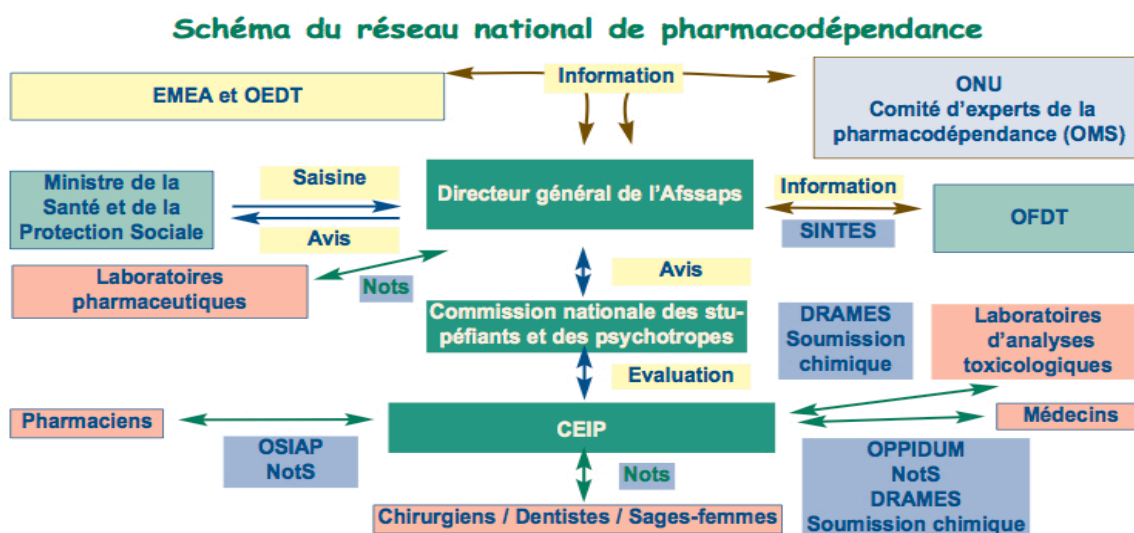 Schéma du réseau national de pharmacodépendance
Information
EMEA et OEDT
ONU
Comité d'experts de la
pharmacodépendance (OMS)
Ministre de la
Santé et de la
Protection Sociale
Saisine
Avis
Directeur général de l'Afssaps
Information
SINTES
OFDT
Laboratoires
pharmaceutiques
Nots
Avis
Commission nationale des stu-
péfiants et des psychotropes
DRAMES
Soumission
chimique
Laboratoires
d'analyses
toxicologiques
Evaluation
Pharmaciens
OSIAP
NotS
CEIP
Médecins
OPPIDUM
NotS
DRAMES
Soumission chimique
Nots
Chirurgiens / Dentistes / Sages-femmes